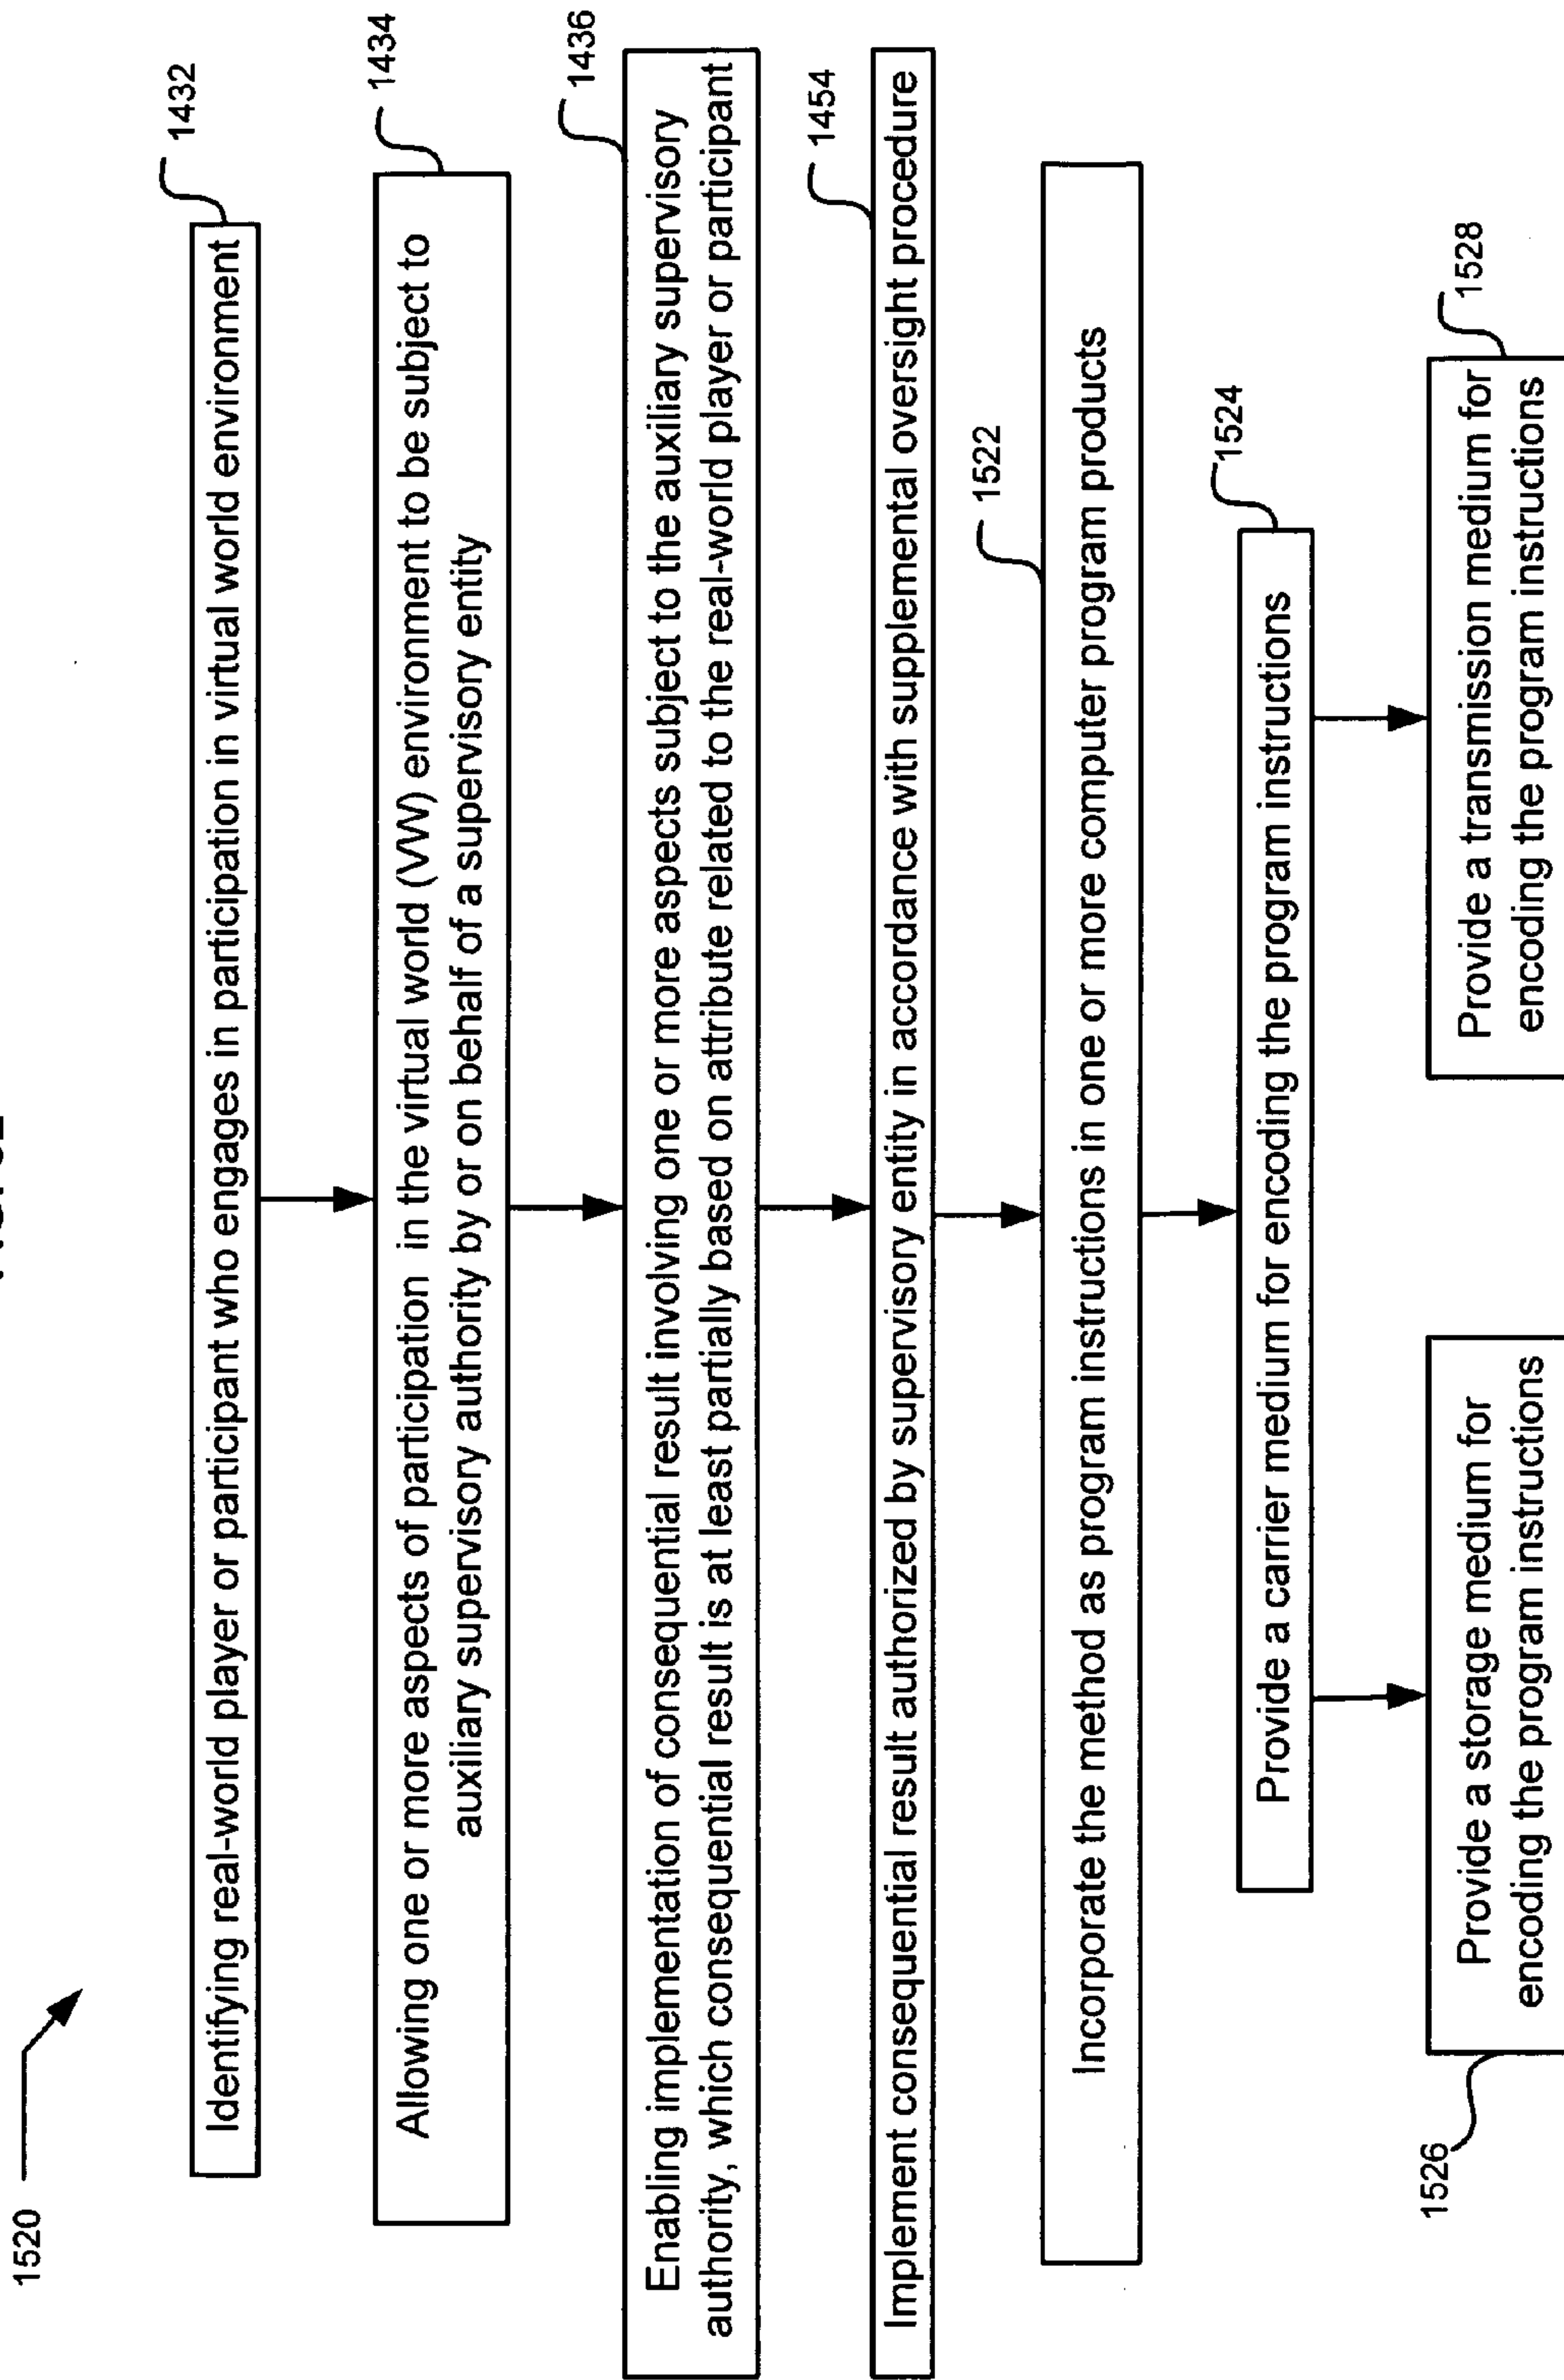 1520
1432
Identifying real-world player or participant who engages in participation in virtual world environment
1434
Allowing one or more aspects of participation in the virtual world (VW) environment to be subject to
auxiliary supervisory authority by or on behalf of a supervisory entity
1436
Enabling implementation of consequential result involving one or more aspects subject to the auxiliary supervisory
authority, which consequential result is at least partially based on attribute related to the real-world player or participant
1454
Implement consequential result authorized by supervisory entity in accordance with supplemental oversight procedure
1522
Incorporate the method as program instructions in one or more computer program products
1524
Provide a carrier medium for encoding the program instructions
1526
Provide a storage medium for
encoding the program instructions
1528
Provide a transmission medium for
encoding the program instructions